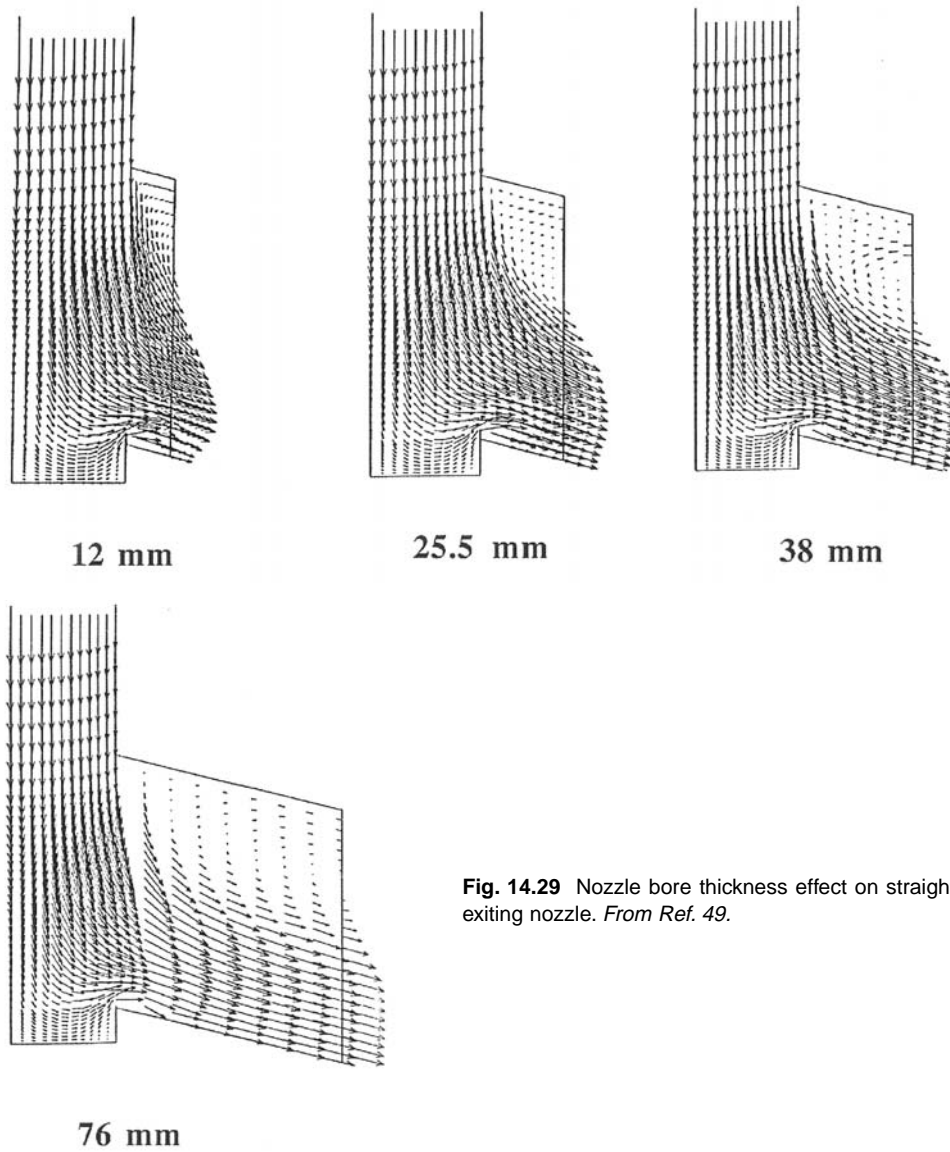 12 mm
25.5 mm
38 mm
Fig. 14.29 Nozzle bore thickness effect on straigh
exiting nozzle. From Ref. 49.
76 mm